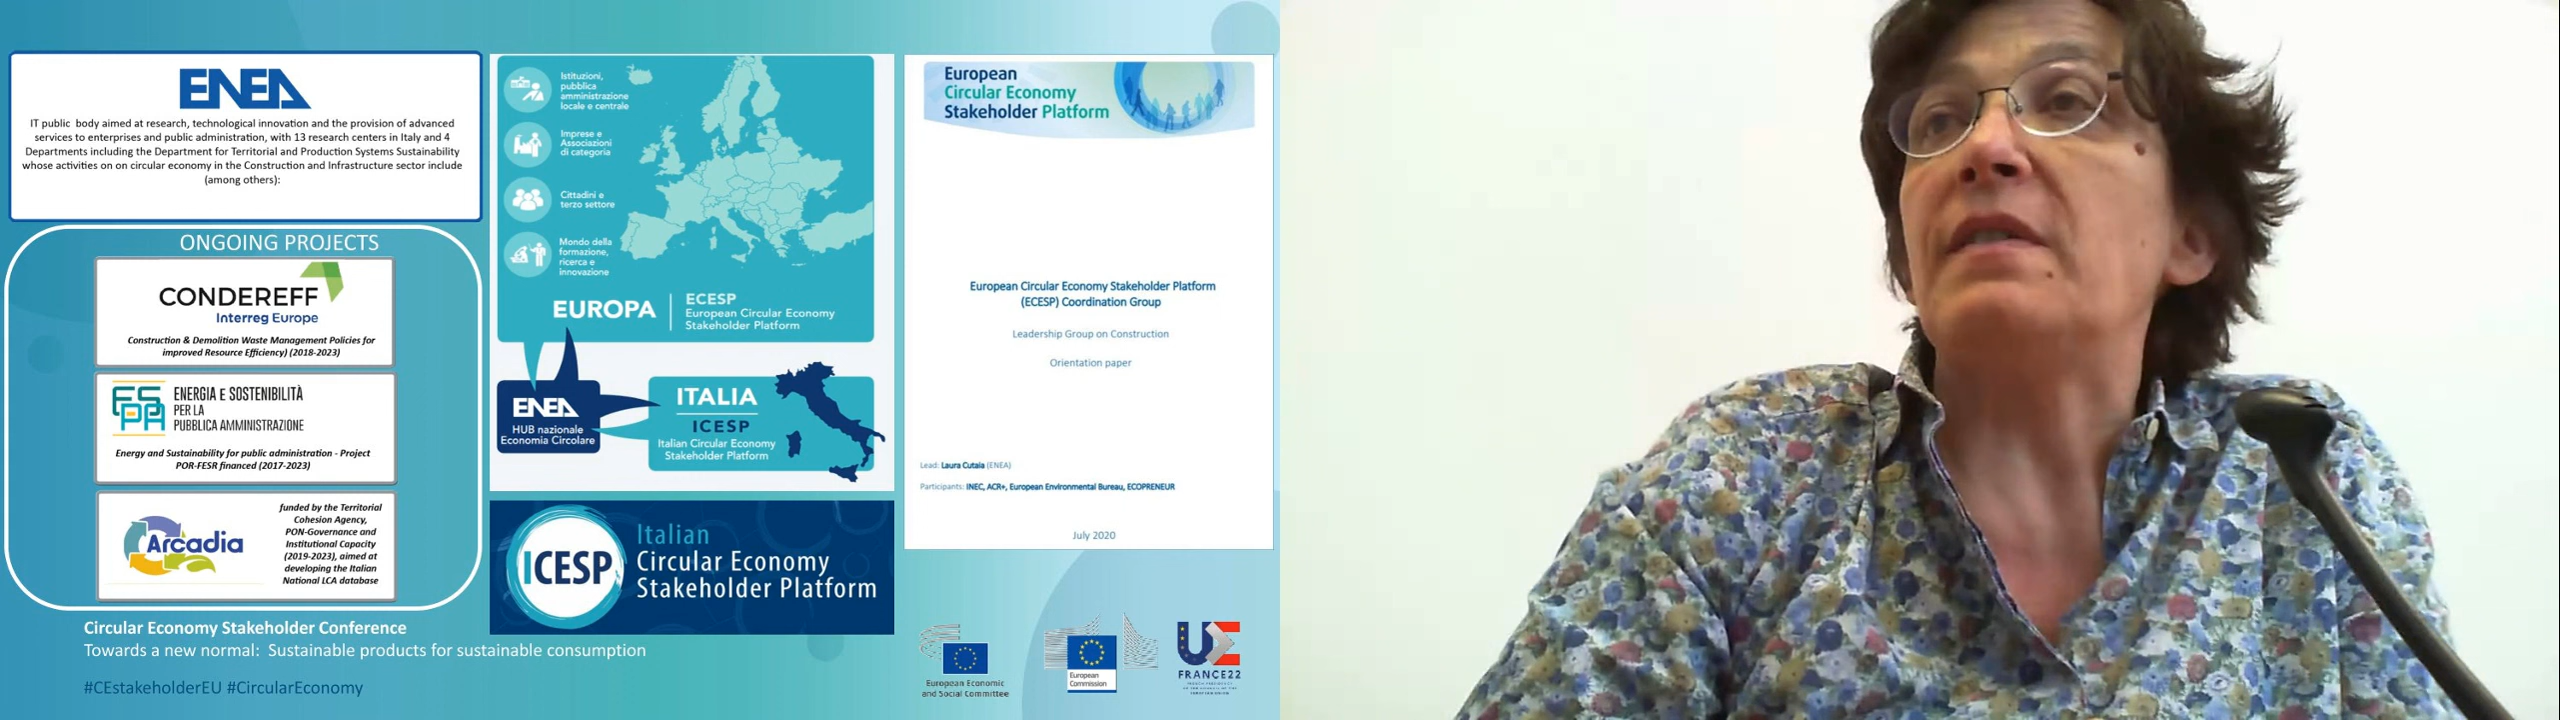 ENEA
IT public body aimed at research, technological innovation and the provision of advanced
services to enterprises and public administration, with 13 research centers in Italy and 4
Departments including the Department for Territorial and Production Systems Sustainability
whose activities on on circular economy in the Construction and Infrastructure sector include
(among others):
ONGOING PROJECTS
CONDEREFF
Interreg Europe
Construction & Demolition Waste Management Policies for
improved Resource Efficiency) (2018-2023)
ESPA
ENERGIA E SOSTENIBILITÀ
PER LA
PUBBLICA AMMINISTRAZIONE
Energy and Sustainability for public administration - Project
POR-FESR financed (2017-2023)
Arcadia
funded by the Territorial
Cohesion Agency,
PON-Governance and
Institutional Capacity
(2019-2023), aimed at
developing the Italian
National LCA database
Istituzioni,
pubblica
amministrazione
locale e centrale
Imprese e
Associazioni
di categoria
Cittadini e
terzo settore
Mondo della
formazione,
ricerca e
innovazione
EUROPA
ECESP
European Circular Economy
Stakeholder Platform
ENEA
HUB nazionale
Economia Circolare
ITALIA
ICESP
Italian Circular Economy
Stakeholder Platform
ICESP
Italian
Circular Economy
Stakeholder Platform
European
Circular Economy
Stakeholder Platform
European Circular Economy Stakeholder Platform
(ECESP) Coordination Group
Leadership Group on Construction
Orientation paper
Lead: Laura Cutaia (ENEA)
Participants: INEC, ACR+, European Environmental Bureau, ECOPRENEUR
July 2020
Circular Economy Stakeholder Conference
Towards a new normal: Sustainable products for sustainable consumption
#CEstakeholderEU #CircularEconomy
European Economic
and Social Committee
European
Commission
UE
FRANCE22